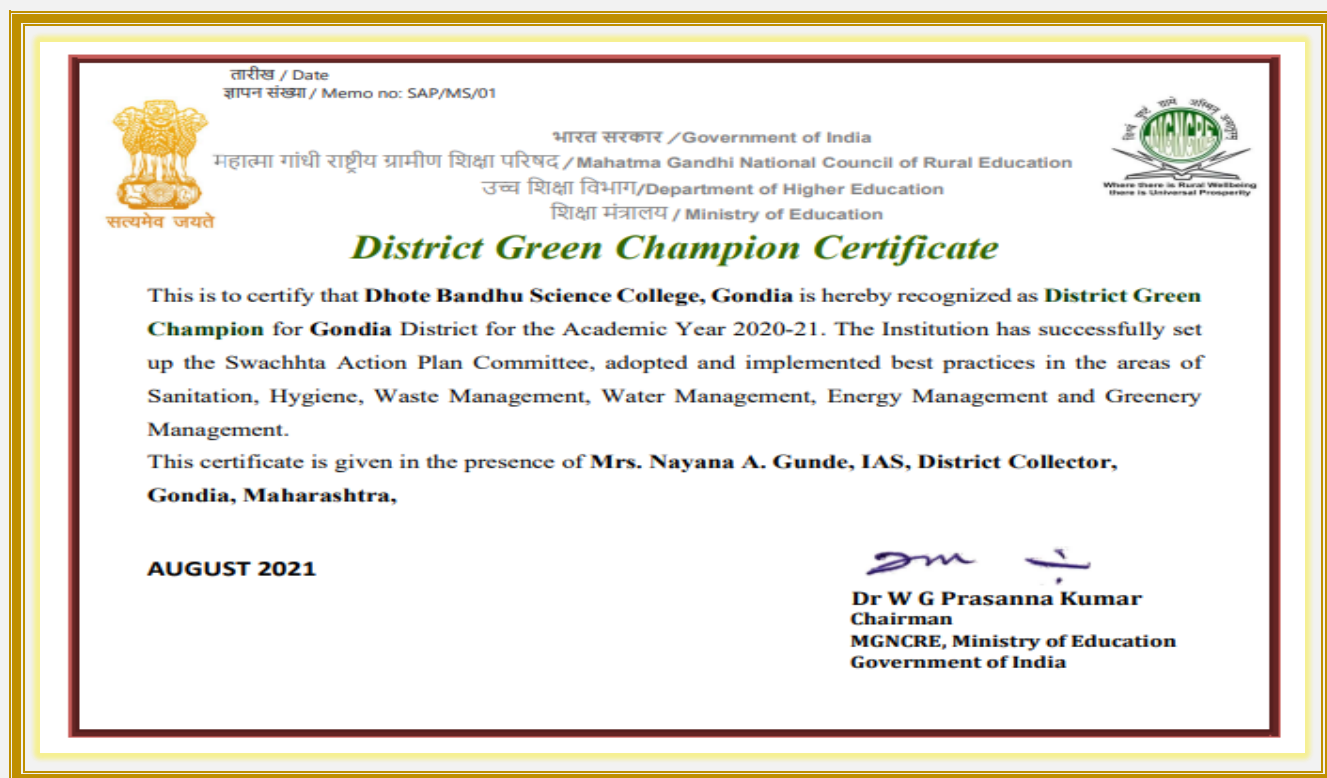 तारीख / Date
ज्ञापन संख्या / Memo no: SAP/MS/01
भारत सरकार /Government of India
महात्मा गांधी राष्ट्रीय ग्रामीण शिक्षा परिषद / Mahatma Gandhi National Council of Rural Education
उच्च शिक्षा विभाग/Department of Higher Education
शिक्षा मंत्रालय / Ministry of Education
सत्यमेव जयते
MGNCRE
Where there is Rural Wellbeing
there is Universal Prosperity
District Green Champion Certificate
This is to certify that Dhote Bandhu Science College, Gondia is hereby recognized as District Green
Champion for Gondia District for the Academic Year 2020-21. The Institution has successfully set
up the Swachhta Action Plan Committee, adopted and implemented best practices in the areas of
Sanitation, Hygiene, Waste Management, Water Management, Energy Management and Greenery
Management.
This certificate is given in the presence of Mrs. Nayana A. Gunde, IAS, District Collector,
Gondia, Maharashtra,
AUGUST 2021
Dr W G Prasanna Kumar
Chairman
MGNCRE, Ministry of Education
Government of India